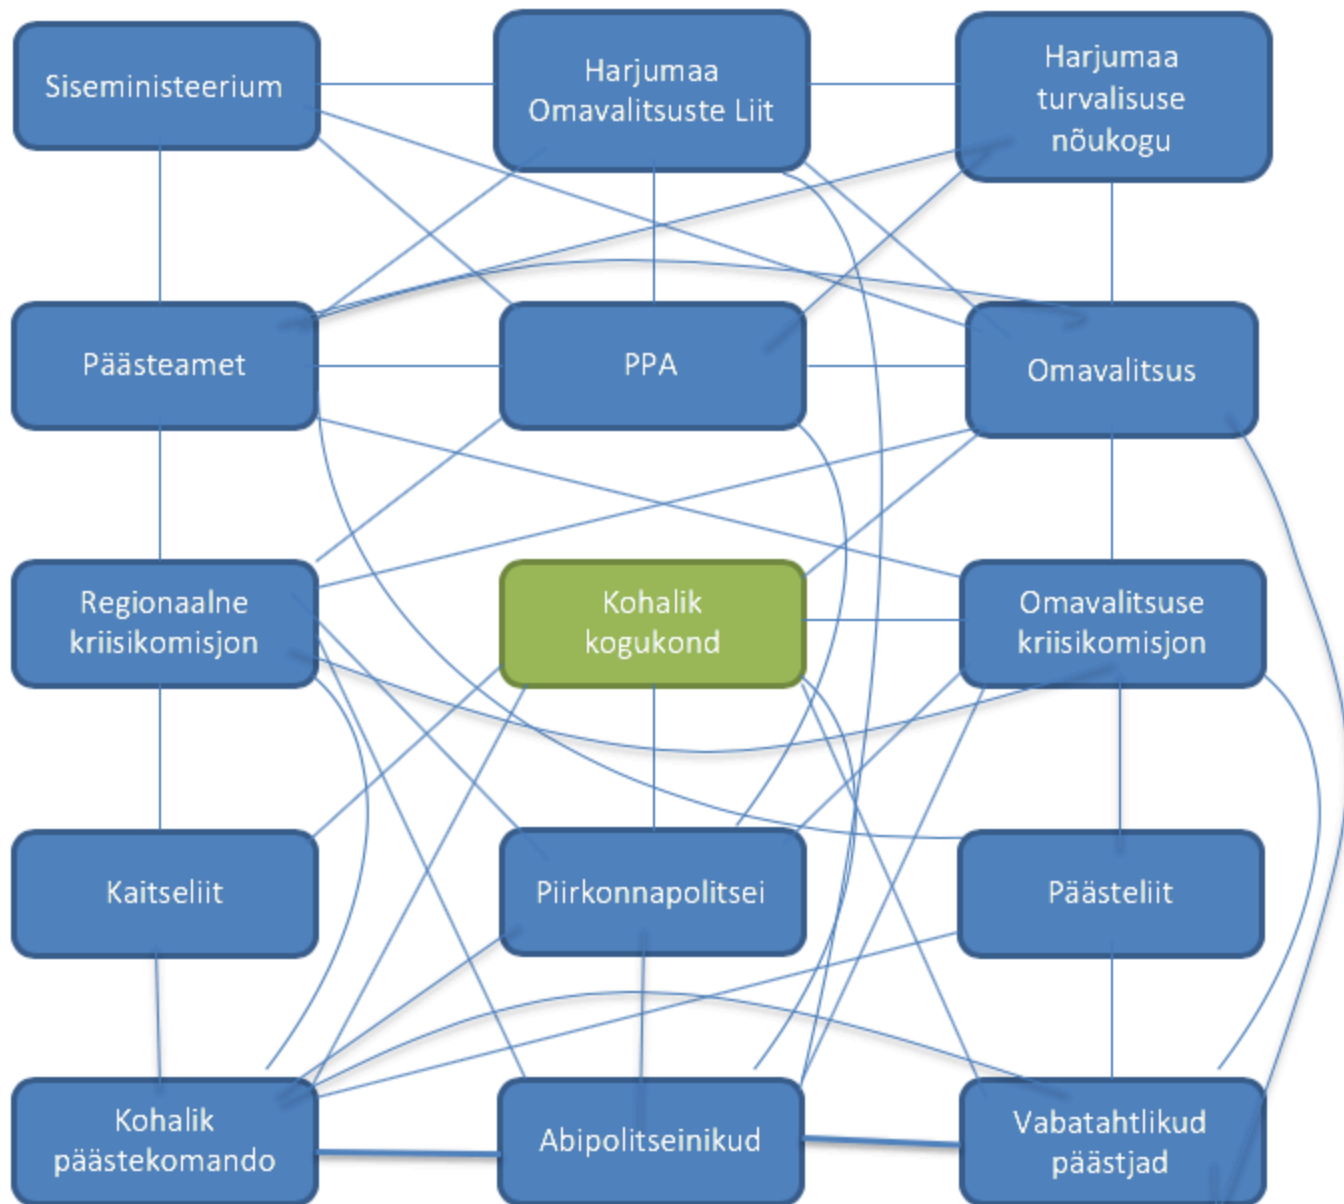 Siseministeerium
Harjumaa
Omavalitsuste Liit
Harjumaa
turvalisuse
nõukogu
Päästeamet
PPA
Omavalitsus
Regionaalne
kriisikomisjon
Kohalik
kogukond
Omavalitsuse
kriisikomisjon
Kaitseliit
Piirkonnapolitsei
Päästeliit
Kohalik
päästekomando
Abipolitseinikud
Vabatahtlikud
päästjad